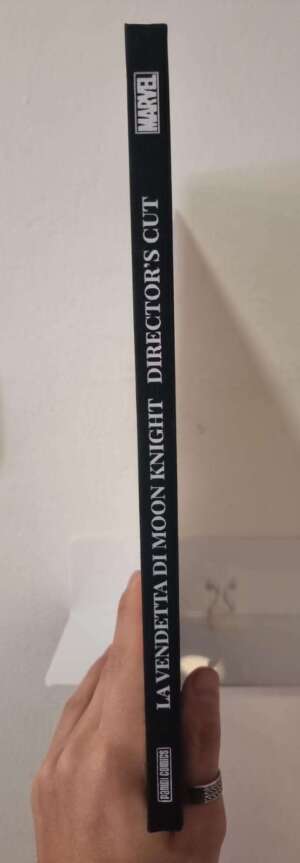 MARVEL
LA VENDETTA DI MOON KNIGHT DIRECTOR'S CUT
PANINI COMICS